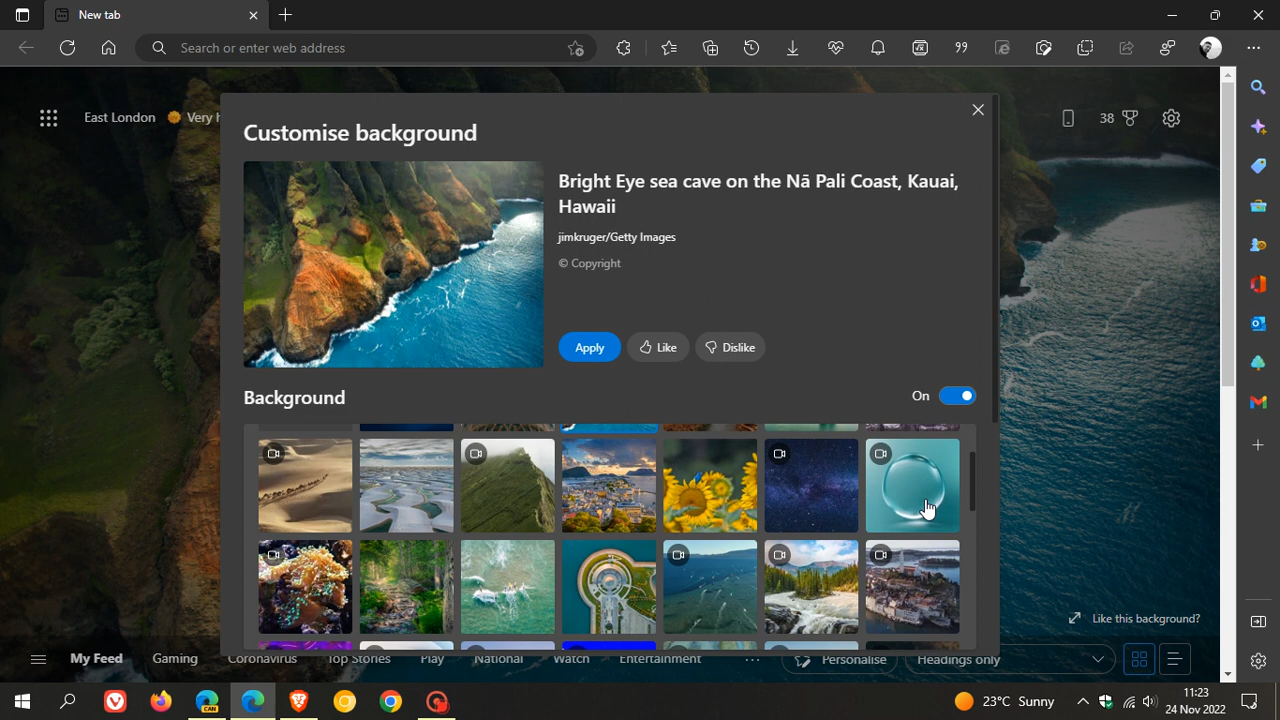 New tab
Search or enter web address
East London
Very h
38
Customise background
Bright Eye sea cave on the Nā Pali Coast, Kauai,
Hawaii
jimkruger/Getty Images
© Copyright
Apply
Like
Dislike
Background
On
Like this background?
My Feed
Gaming
Coronavirus
Top Stories
Play
National
Watch
Entertainment
Personalise
Headings only
CAN
23°C Sunny
11:23
24 Nov 2022